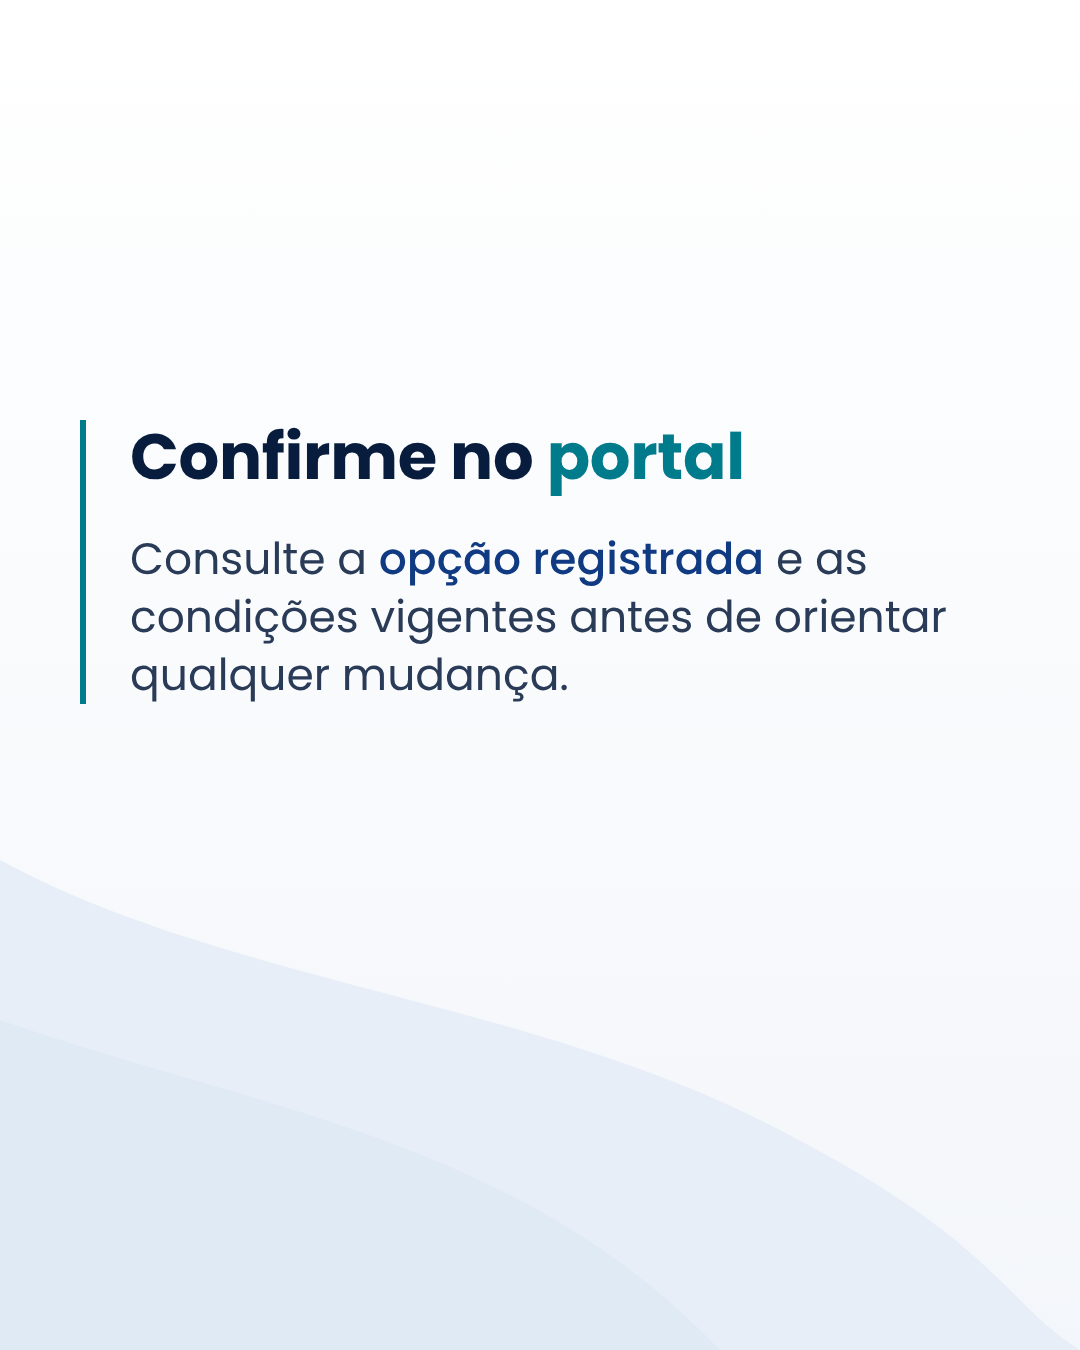 Confirme no portal
Consulte a opção registrada e as
condições vigentes antes de orientar
qualquer mudança.